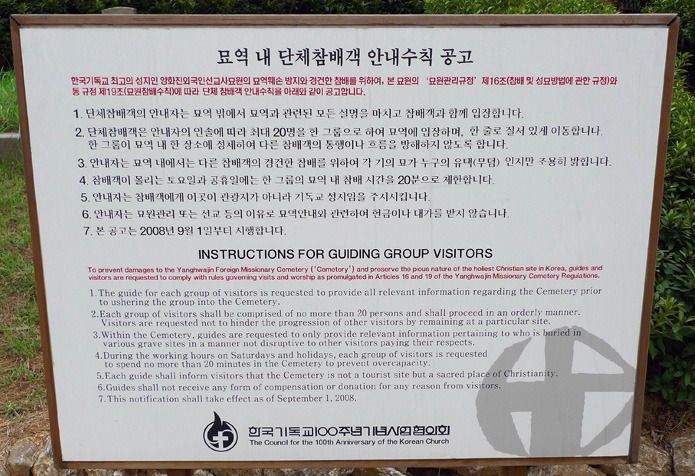 묘역 내 단체참배객 안내수칙 공고
한국기독교 최고의 성지인 양화진외국인선교사묘원의 묘역훼손 방지와 경건한 참배를 위하여, 본 묘원의 ‘묘원관리규정’ 제16조(참배 및 성묘방법에 관한 규정)와
동 규정 제19조(묘원참배수칙)에 따라 단체 참배객 안내수칙을 아래와 같이 공고합니다.
1. 단체참배객의 안내자는 묘역 밖에서 묘역과 관련된 모든 설명을 마치고 참배객과 함께 입장합니다.
2. 단체참배객은 안내자의 인솔에 따라 최대 20명을 한 그룹으로 하여 묘역에 입장하며, 한 줄로 질서 있게 이동합니다.
한 그룹이 묘역 내 한 장소에 정체하여 다른 참배객의 통행이나 흐름을 방해하지 않도록 합니다.
3. 안내자는 묘역 내에서는 다른 참배객의 경건한 참배를 위하여 각 기의 묘가 누구의 유택(무덤) 인지만 조용히 밝힙니다.
4. 참배객이 몰리는 토요일과 공휴일에는 한 그룹의 묘역 내 참배 시간을 20분으로 제한합니다.
5. 안내자는 참배객에게 이곳이 관광지가 아니라 기독교 성지임을 주지시킵니다.
6. 안내자는 묘원관리 또는 선교 등의 이유로 묘역안내와 관련하여 헌금이나 대가를 받지 않습니다.
7. 본 공고는 2008년 9월 1일부터 시행합니다.
INSTRUCTIONS FOR GUIDING GROUP VISITORS
To prevent damages to the Yanghwajin Foreign Missionary Cemetery ('Cemetory') and preserve the pious nature of the holiest Christian site in Korea, guides and
visitors are requested to comply with rules governing visits and worship as promulgated in Articles 16 and 19 of the Yanghwajin Missionary Cemetery Regulations.
1. The guide for each group of visitors is requested to provide all relevant information regarding the Cemetery prior
to ushering the group into the Cemetery.
2. Each group of visitors shall be comprised of no more than 20 persons and shall proceed in an orderly manner.
Visitors are requested not to hinder the progression of other visitors by remaining at a particular site.
3. Within the Cemetery, guides are requested to only provide relevant information pertaining to who is buried in
various grave sites in a manner not disruptive to other visitors paying their respects.
4. During the working hours on Saturdays and holidays, each group of visitors is requested
to spend no more than 20 minutes in the Cemetery to prevent overcapacity.
5. Each guide shall inform visitors that the Cemetery is not a tourist site but a sacred place of Christianity.
6. Guides shall not receive any form of compensation or donation for any reason from visitors.
7. This notification shall take effect as of September 1, 2008.
한국기독교100주년기념사업협의회
The Council for the 100th Anniversary of the Korean Church